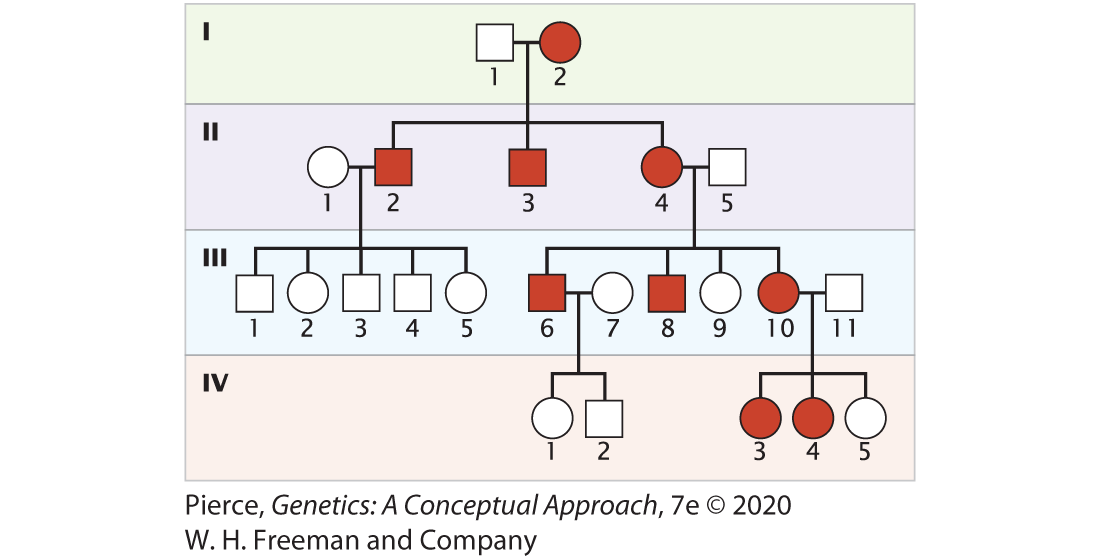 I
1 2
II
1 2 3 4 5
III
1 2 3 4 5 6 7 8 9 10 11
IV
1 2 3 4 5
Pierce, Genetics: A Conceptual Approach, 7e © 2020
W. H. Freeman and Company